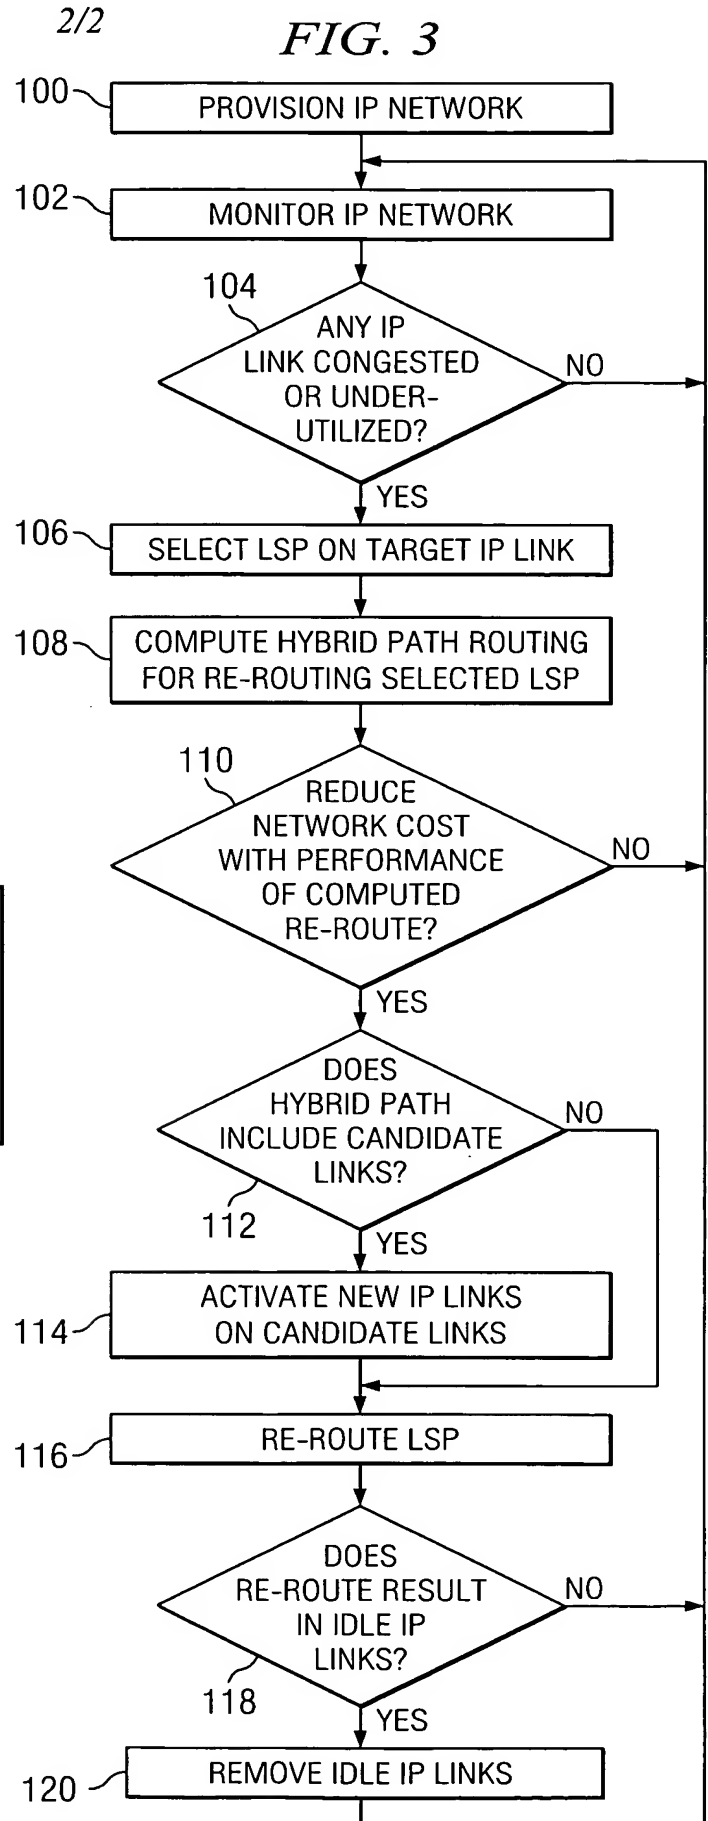 2/2
FIG. 3
100
PROVISION IP NETWORK
102
MONITOR IP NETWORK
104
ANY IP
LINK CONGESTED
OR UNDER-
UTILIZED?
NO
YES
106
SELECT LSP ON TARGET IP LINK
108
COMPUTE HYBRID PATH ROUTING
FOR RE-ROUTING SELECTED LSP
110
REDUCE
NETWORK COST
WITH PERFORMANCE
OF COMPUTED
RE-ROUTE?
NO
YES
DOES
HYBRID PATH
INCLUDE CANDIDATE
LINKS?
NO
112
YES
114
ACTIVATE NEW IP LINKS
ON CANDIDATE LINKS
116
RE-ROUTE LSP
DOES
RE-ROUTE RESULT
IN IDLE IP
LINKS?
NO
118
YES
120
REMOVE IDLE IP LINKS